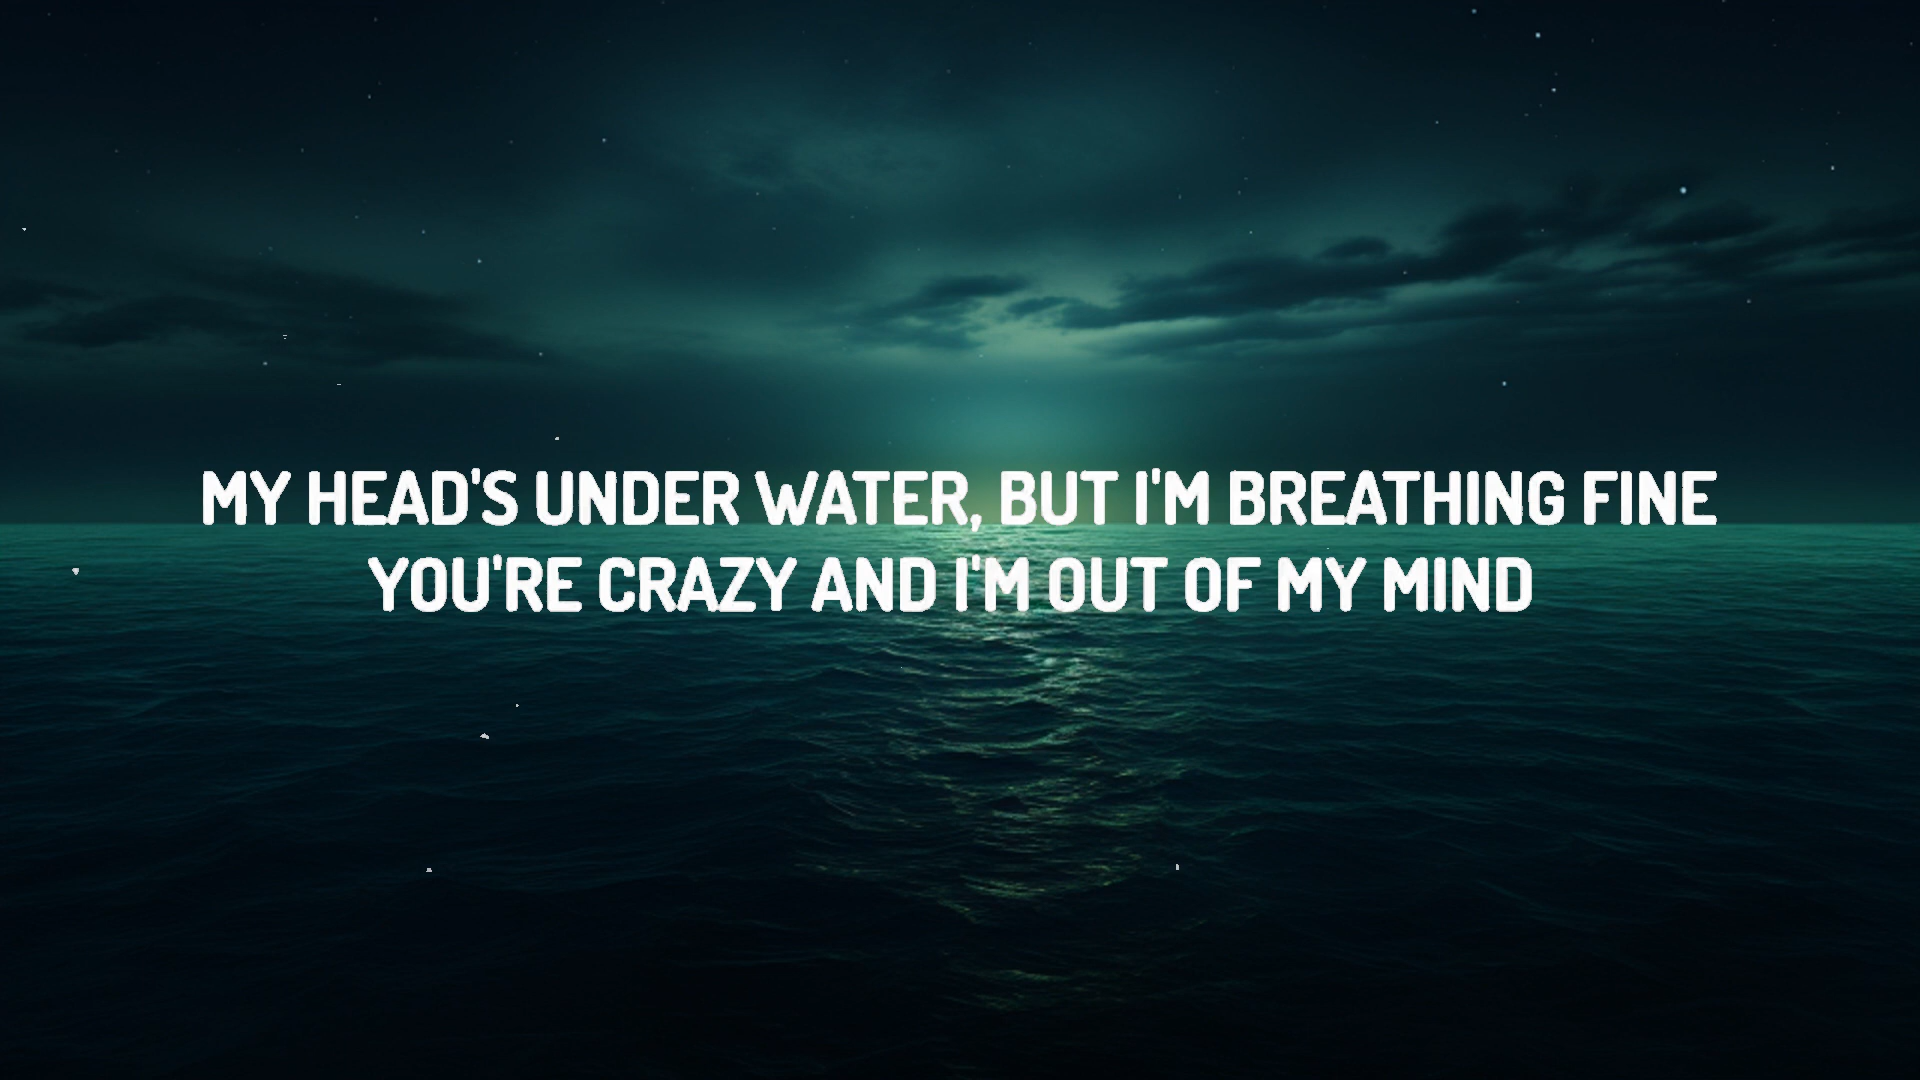 MY HEAD'S UNDER WATER, BUT I'M BREATHING FINE
YOU'RE CRAZY AND I'M OUT OF MY MIND